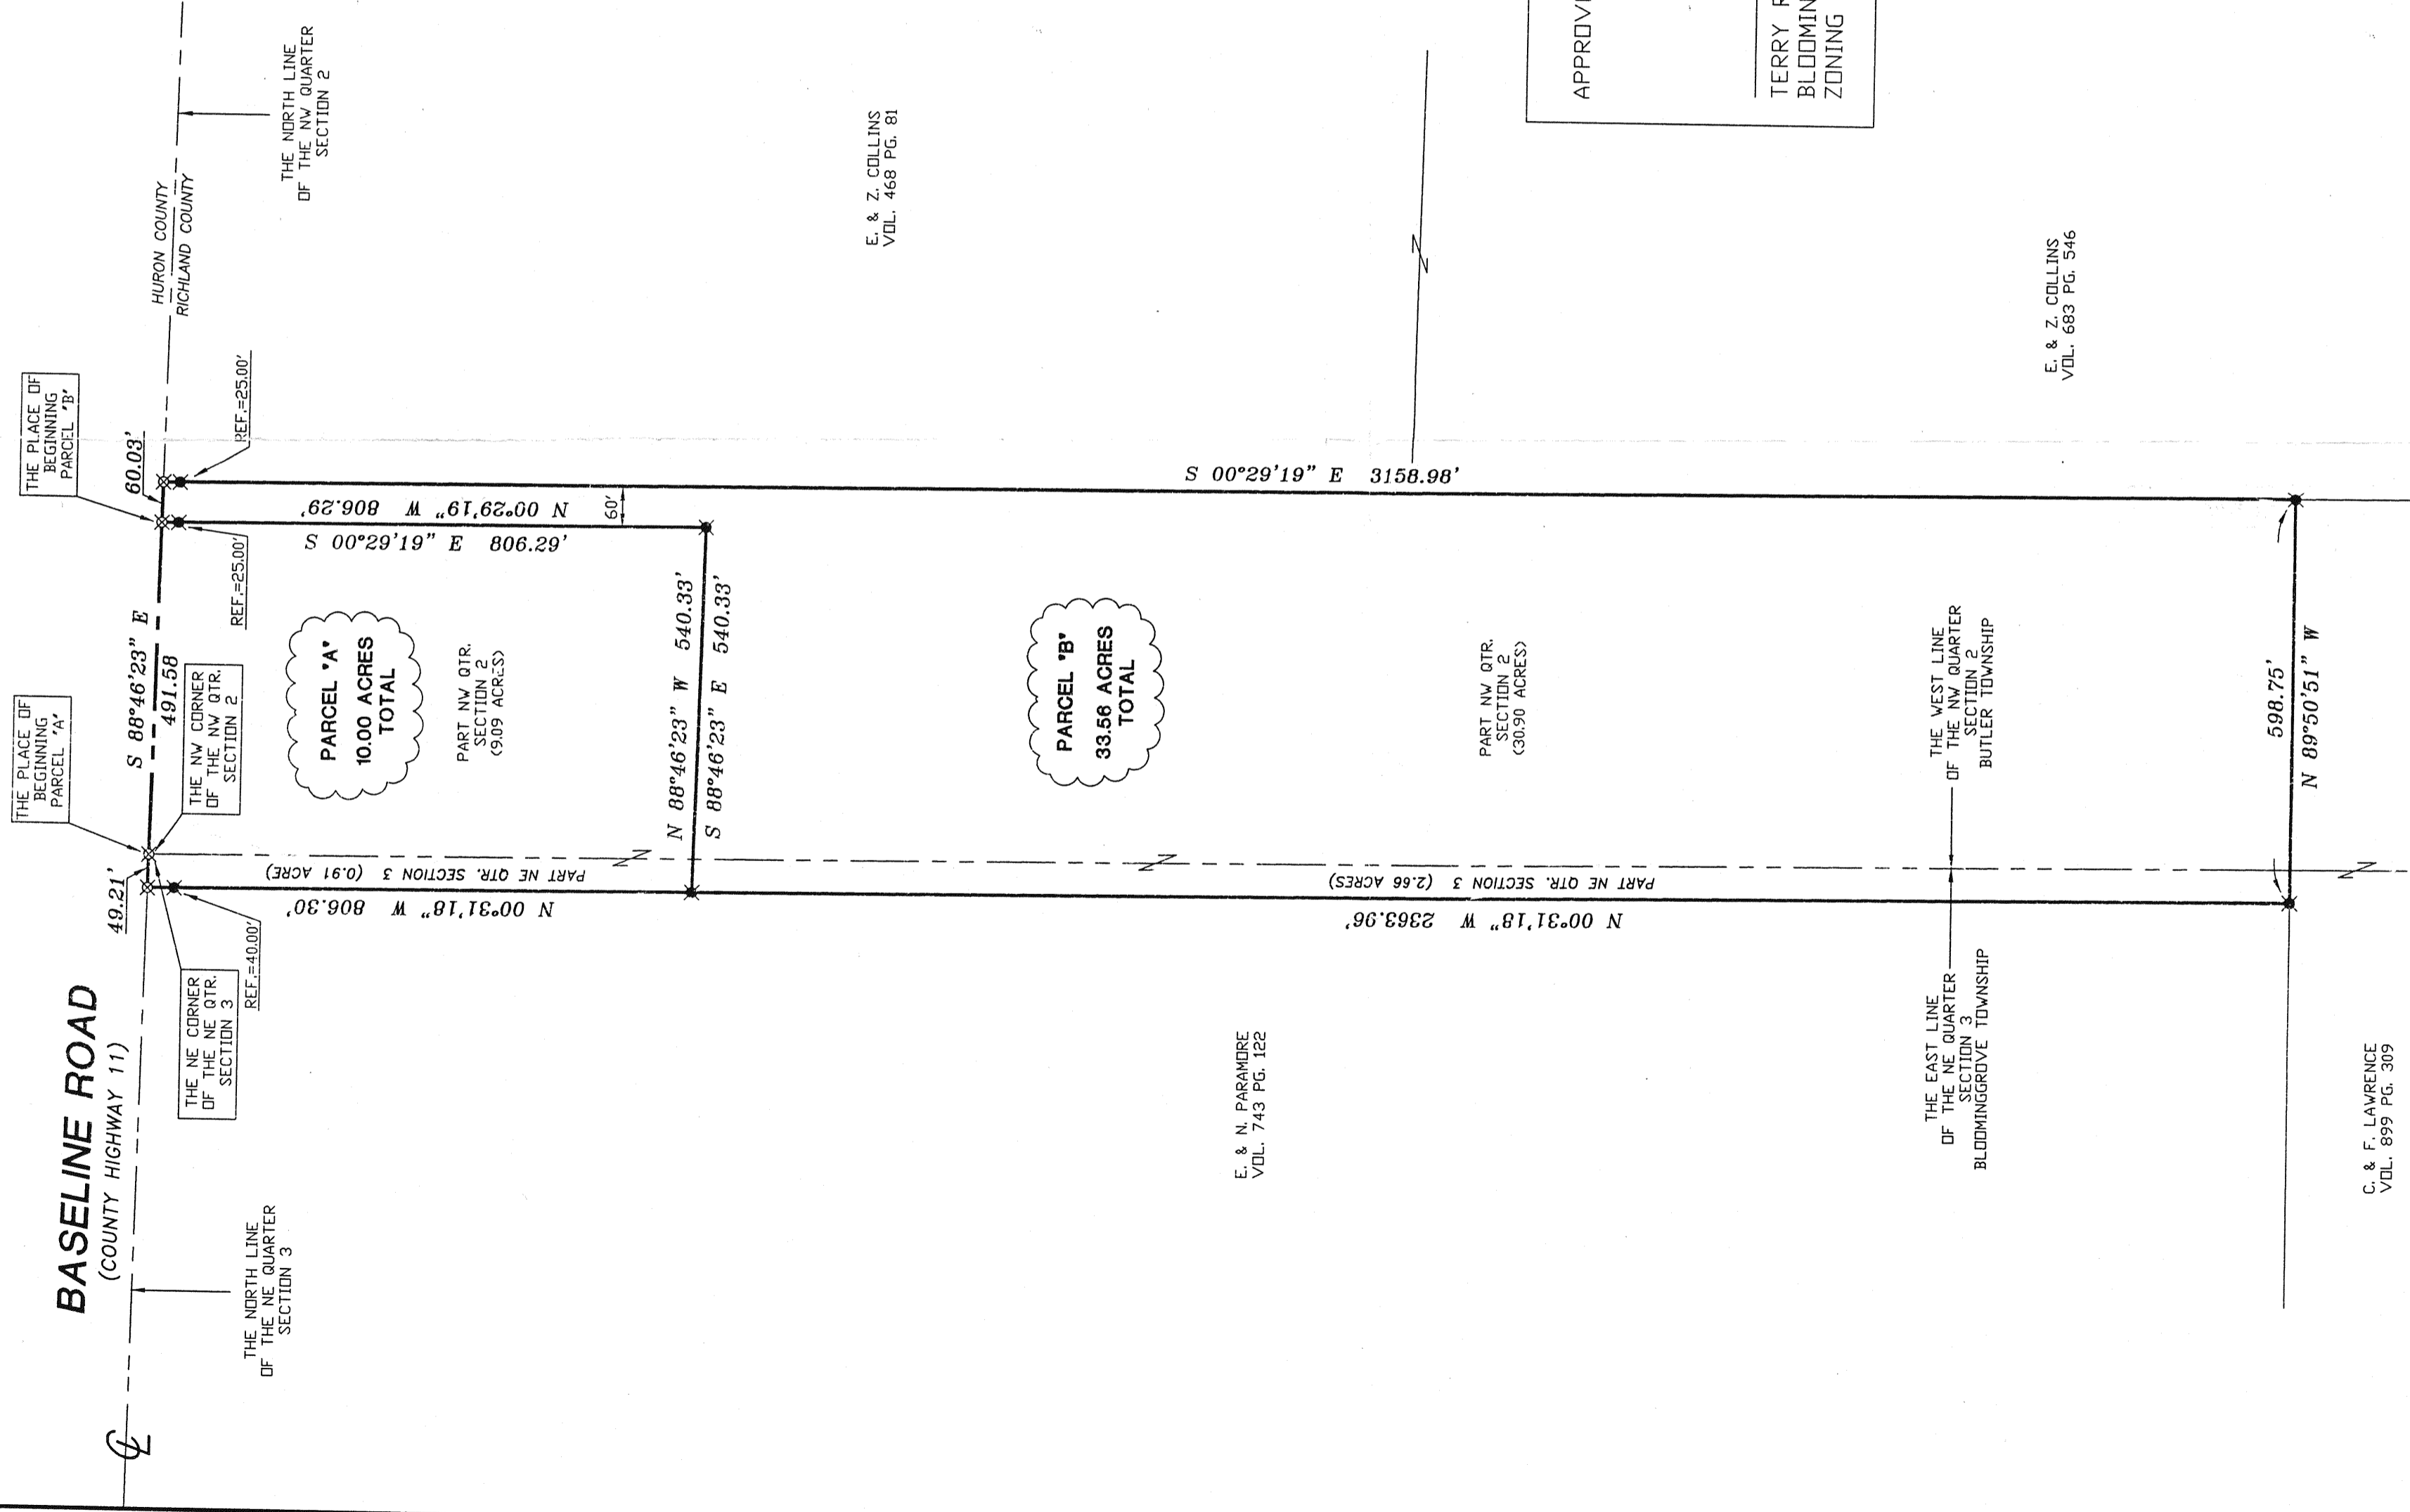 BASELINE ROAD
(COUNTY HIGHWAY 11)
THE NORTH LINE
OF THE NE QUARTER
SECTION 3
THE PLACE OF
BEGINNING
PARCEL "A"
49.21'
THE NE CORNER
OF THE NE QTR.
SECTION 3
REF.=40.00'
S 88°46'23" E
491.58
THE NW CORNER
OF THE NW QTR.
SECTION 2
THE PLACE OF
BEGINNING
PARCEL "B"
60.03'
REF.=25.00'
REF.=25.00'
HURON COUNTY
RICHLAND COUNTY
THE NORTH LINE
OF THE NW QUARTER
SECTION 2
N 00°31'18" W 806.30'
PART NE QTR. SECTION 3 (0.91 ACRE)
PARCEL "A"
10.00 ACRES
TOTAL
PART NW QTR.
SECTION 2
(9.09 ACRES)
S 00°29'19" E 806.29'
N 00°29'19" W 806.29'
60'
N 88°46'23" W 540.33'
S 88°46'23" E 540.33'
E. & Z. COLLINS
VOL. 468 PG. 81
S 00°29'19" E 3158.98'
PARCEL "B"
33.56 ACRES
TOTAL
E. & N. PARAMORE
VOL. 743 PG. 122
N 00°31'18" W 2363.96'
PART NE QTR. SECTION 3 (2.66 ACRES)
PART NW QTR.
SECTION 2
(30.90 ACRES)
APPROV
TERRY
BLOOMIN
ZONING
THE WEST LINE
OF THE NW QUARTER
SECTION 2
BUTLER TOWNSHIP
THE EAST LINE
OF THE NE QUARTER
SECTION 3
BLOOMINGGROVE TOWNSHIP
E. & Z. COLLINS
VOL. 683 PG. 546
598.75'
N 89°50'51" W
C. & F. LAWRENCE
VOL. 899 PG. 309